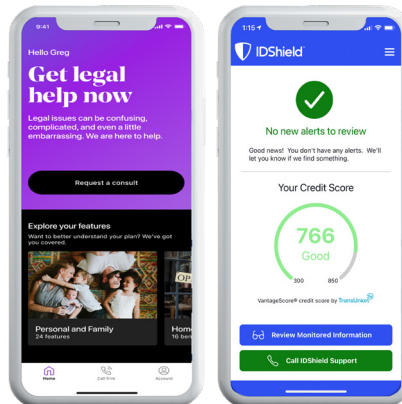 9:41
Hello Greg
Get legal
help now
Legal issues can be confusing,
complicated, and even a little
embarrassing. We are here to help.
Request a consult
Explore your features
Want to better understand your plan? We've got
you covered.
OP
Personal and Family
24 features
Hom
16 ben
Home
Call firm
Account
1:15
IDShield
No new alerts to review
Good news! You don't have any alerts. We'll
let you know if we find something.
Your Credit Score
766
Good
300
850
VantageScore® credit score by TransUnion
Review Monitored Information
Call IDShield Support